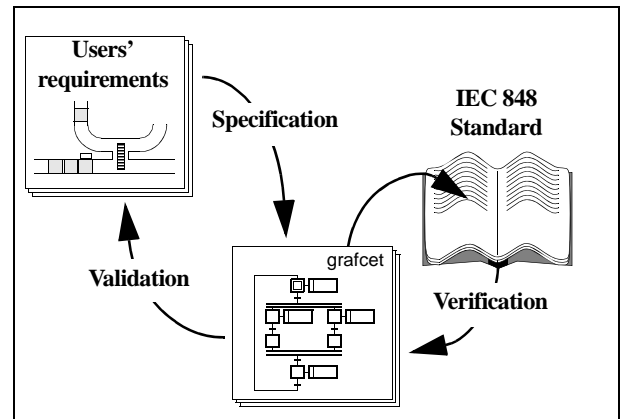 Users’
requirements
Specification
IEC 848
Standard
grafcet
Validation
Verification